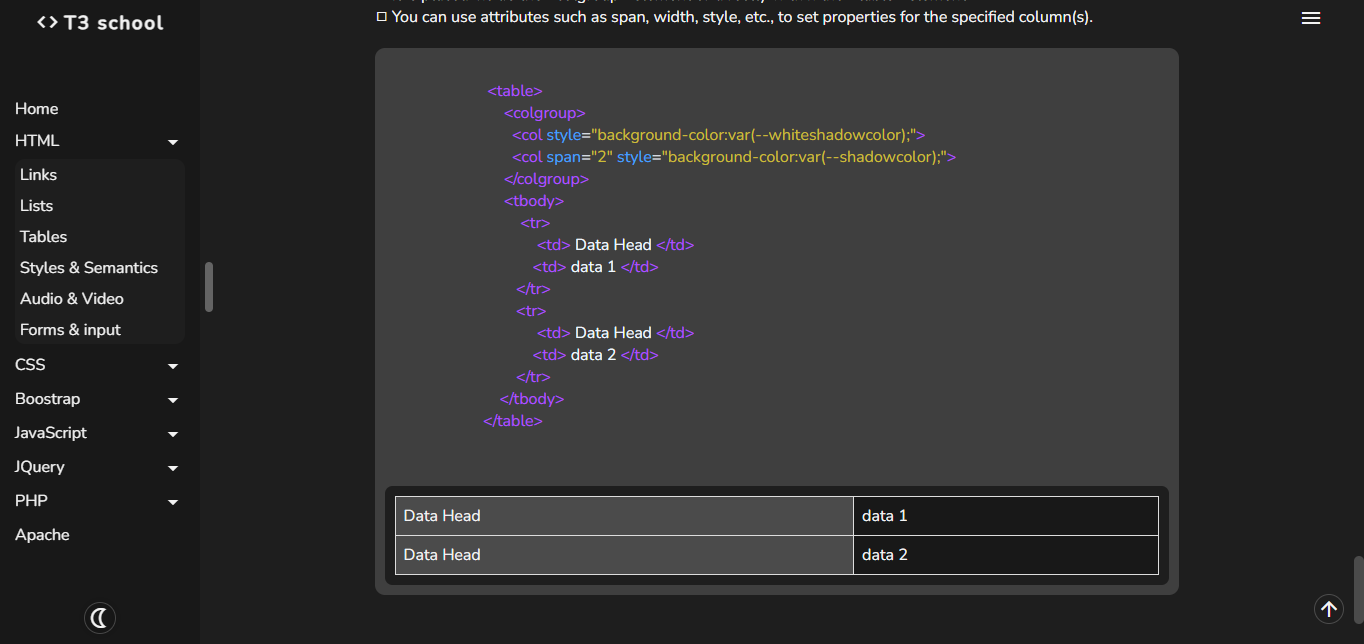 <> T3 school
You can use attributes such as span, width, style, etc., to set properties for the specified column(s).
Home
HTML
Links
Lists
Tables
Styles & Semantics
Audio & Video
Forms & input
CSS
Boostrap
JavaScript
JQuery
PHP
Apache
<table>
<colgroup>
<col style="background-color:var(--whiteshadowcolor);">
<col span="2" style="background-color:var(--shadowcolor);">
</colgroup>
<tbody>
<tr>
<td> Data Head </td>
<td> data 1 </td>
</tr>
<tr>
<td> Data Head </td>
<td> data 2 </td>
</tr>
</tbody>
</table>
Data Head data 1
Data Head data 2